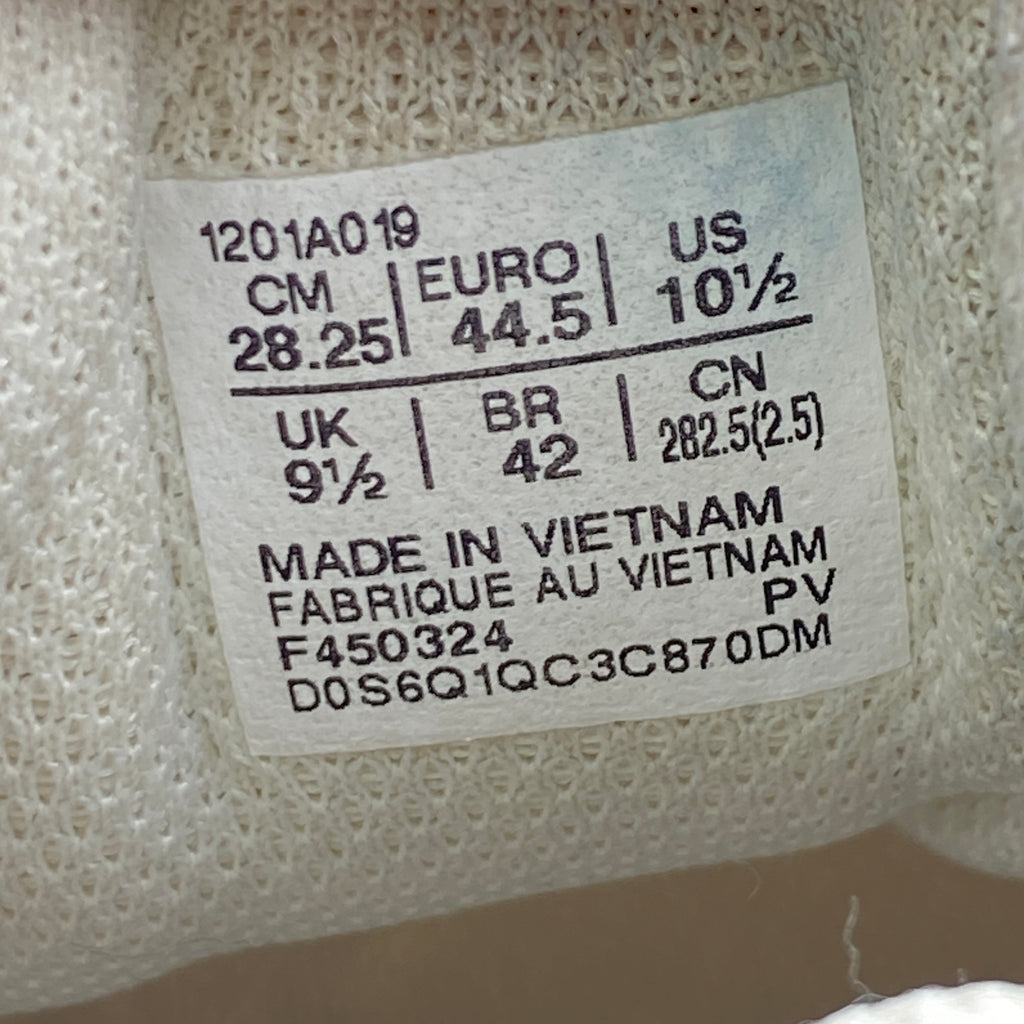 1201A019
CM | EURO | US
28.25 | 44.5 | 10½
UK | BR | CN
9½ | 42 | 282.5(2.5)
MADE IN VIETNAM
FABRIQUE AU VIETNAM
PV
F450324
D0S6Q1QC3C870DM